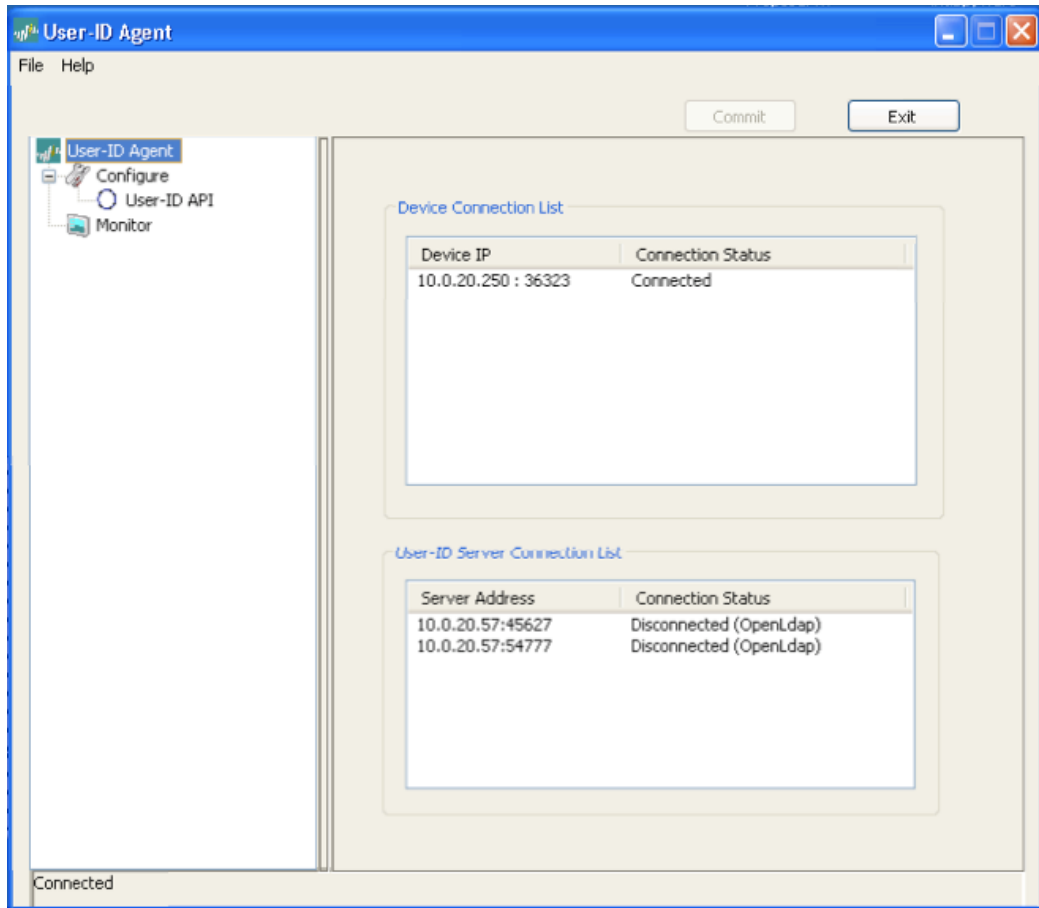 User-ID Agent
File Help
Commit Exit
User-ID Agent
Configure
User-ID API
Monitor
Device Connection List
Device IP Connection Status
10.0.20.250 : 36323 Connected
User-ID Server Connection List
Server Address Connection Status
10.0.20.57:45627 Disconnected (OpenLdap)
10.0.20.57:54777 Disconnected (OpenLdap)
Connected